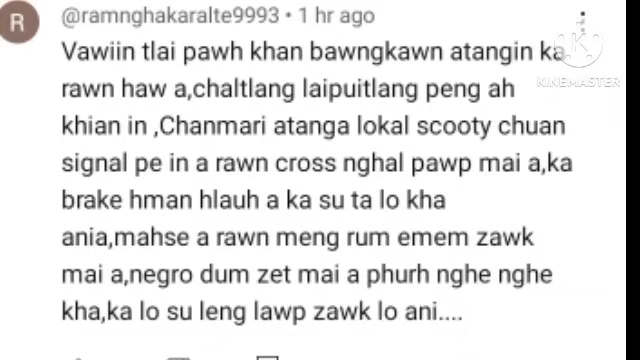 R
@ramnghakaralte9993 • 1 hr ago
Vawiin tlai pawh khan bawngkawn atangin ka
rawn haw a,chaltlang laipuitlang peng ah
KINEMASTER
khian in ,Chanmari atanga lokal scooty chuan
signal pe in a rawn cross nghal pawp mai a,ka
brake hman hlauh a ka su ta lo kha
ania,mahse a rawn meng rum emem zawk
mai a,negro dum zet mai a phurh nghe nghe
kha,ka lo su leng lawp zawk lo ani....